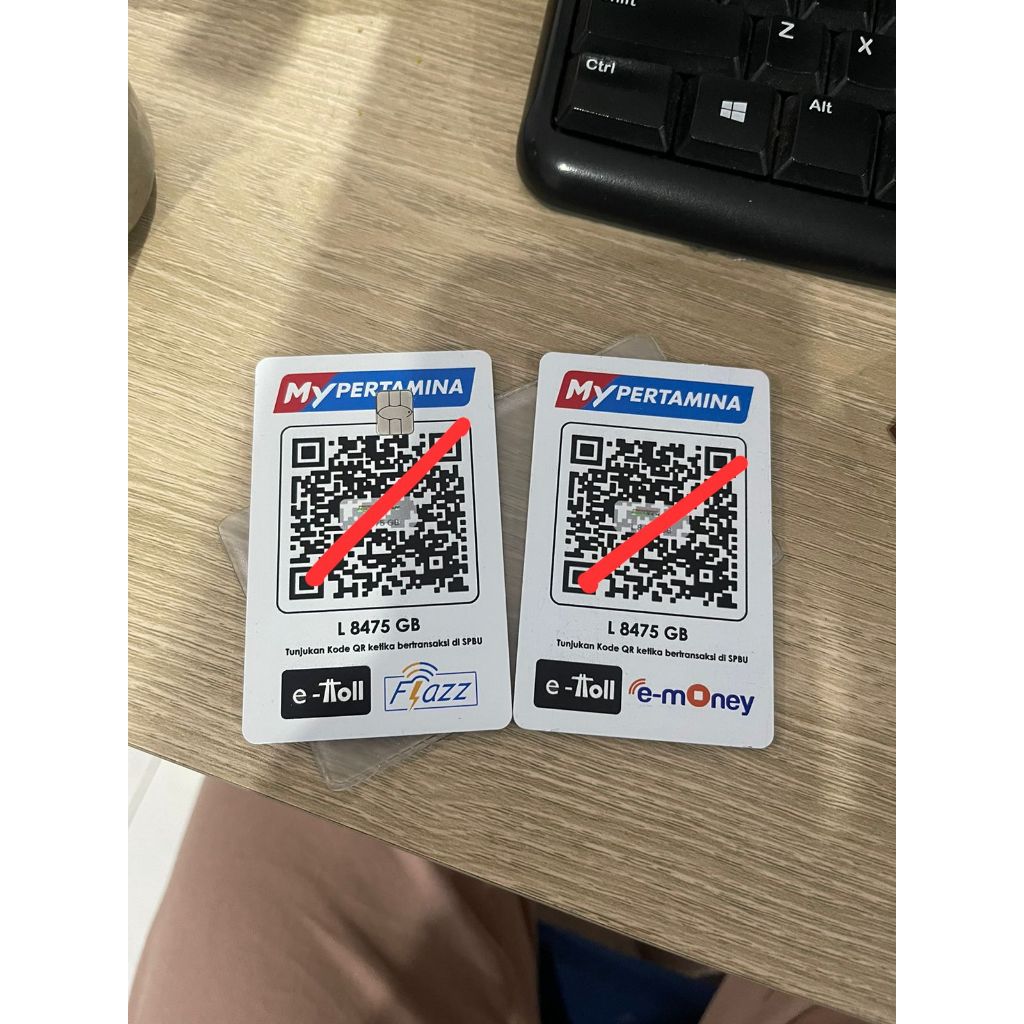 Shift
Z
X
Ctrl
Alt
MyPERTAMINA
L 8475 GB
Tunjukan Kode QR ketika bertransaksi di SPBU
e-Toll
Flazz
MyPERTAMINA
L 8475 GB
Tunjukan Kode QR ketika bertransaksi di SPBU
e-Toll
e-money